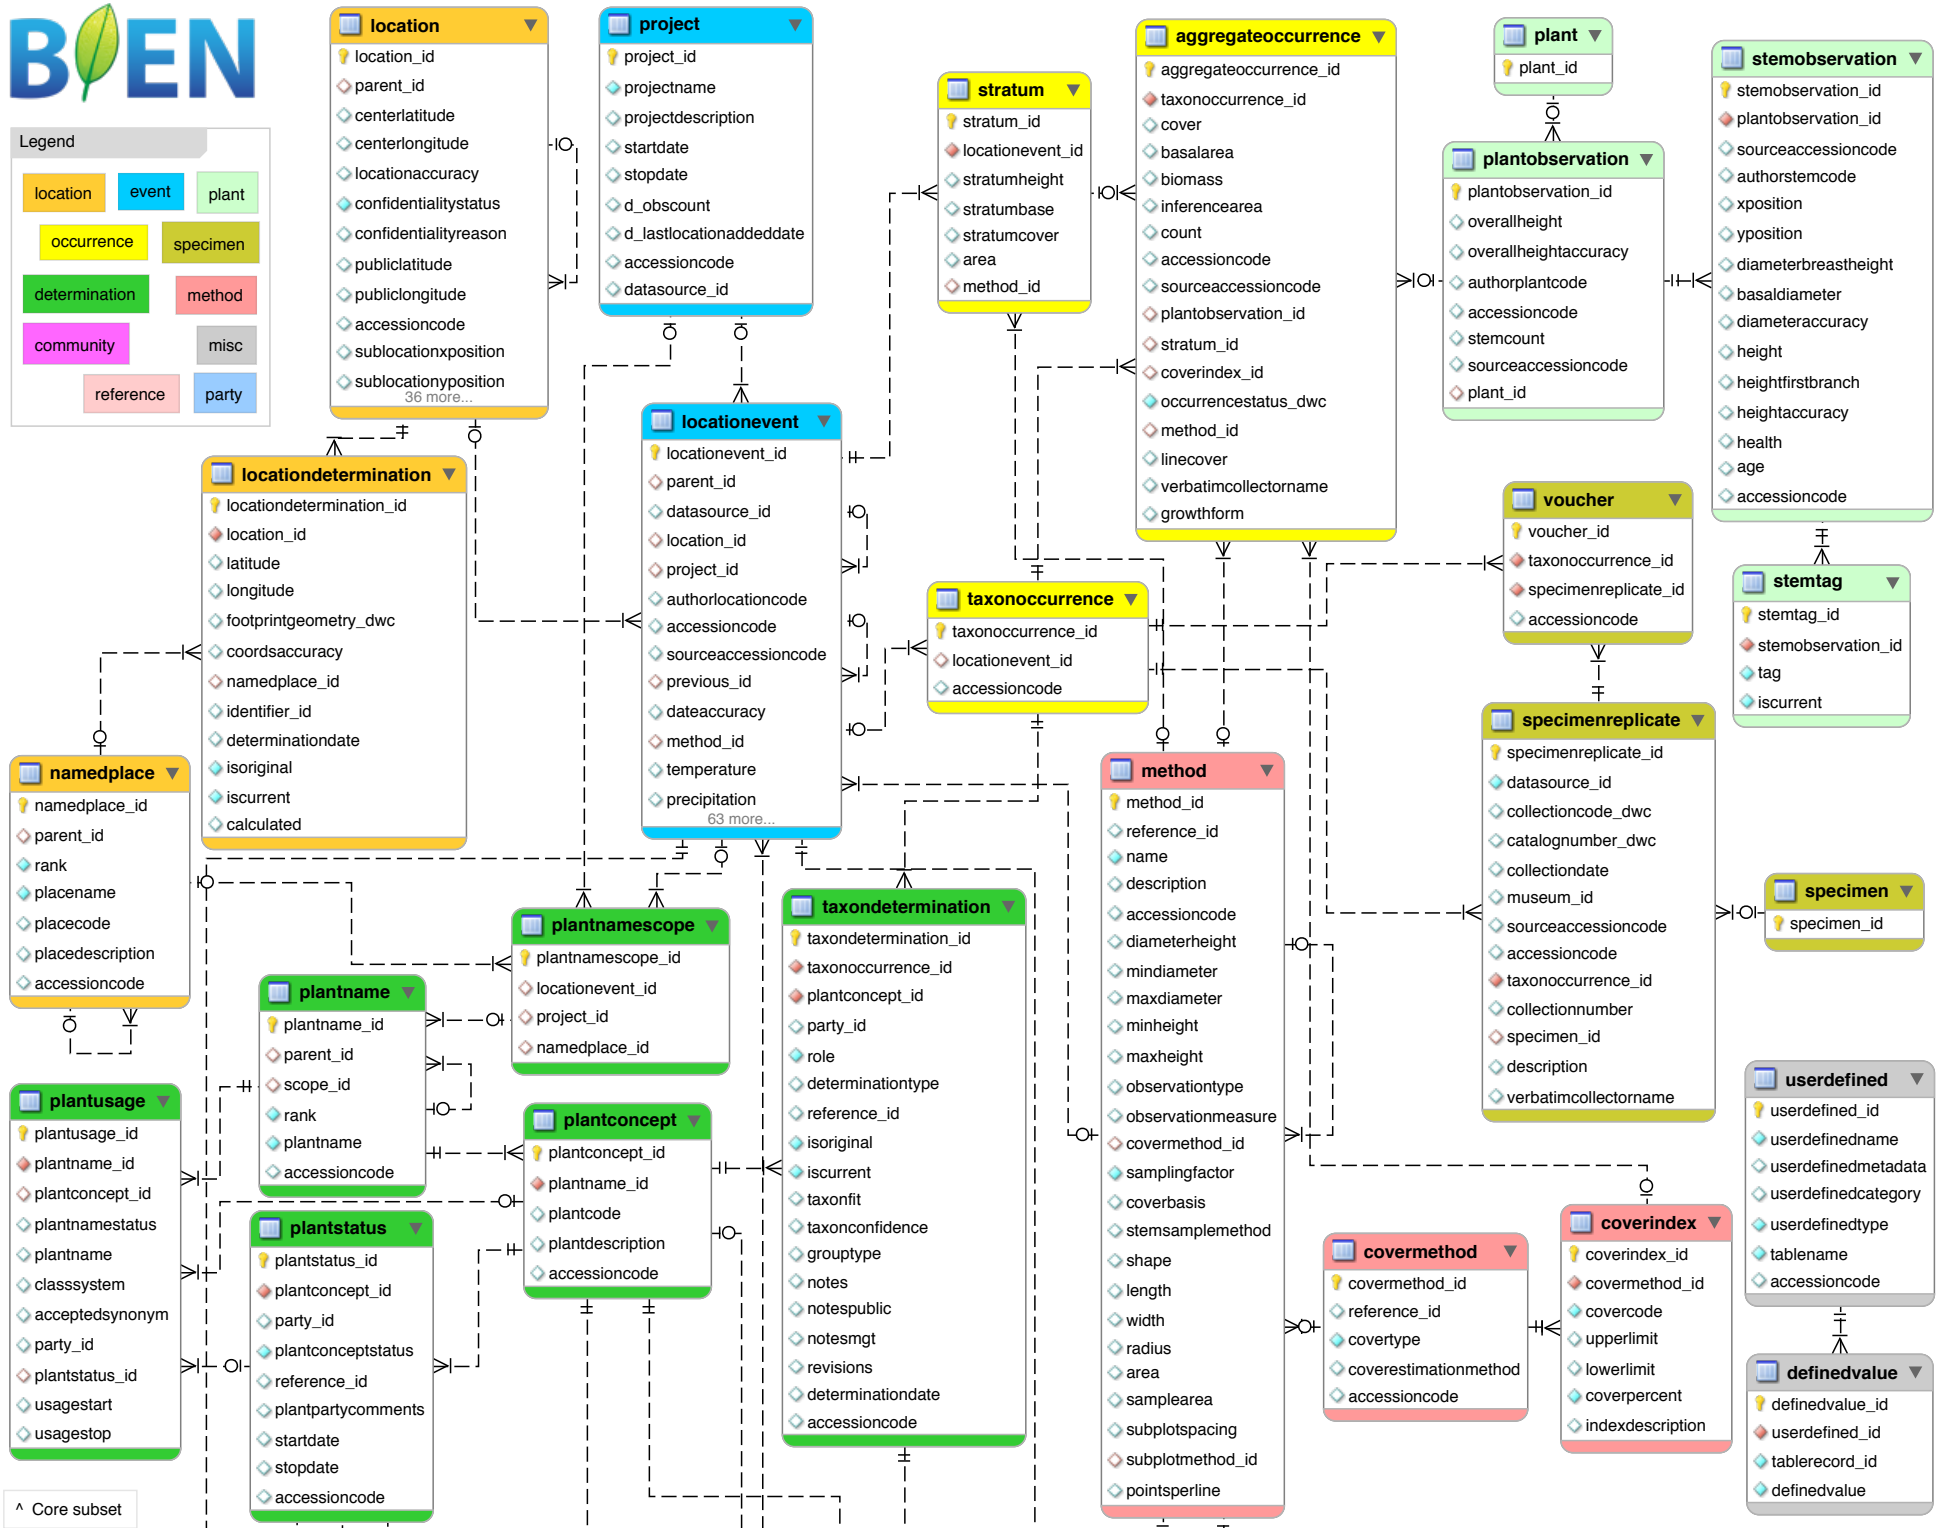 BIEN
Legend
location
event
plant
occurrence
specimen
determination
method
community
misc
reference
party
location
location_id
parent_id
centerlatitude
centerlongitude
locationaccuracy
confidentialitystatus
confidentialityreason
publiclatitude
publiclongitude
accessioncode
sublocationxposition
sublocationyposition
36 more...
project
project_id
projectname
projectdescription
startdate
stopdate
d_obscount
d_lastlocationaddeddate
accessioncode
datasource_id
stratum
stratum_id
locationevent_id
stratumheight
stratumbase
stratumcover
area
method_id
aggregateoccurrence
aggregateoccurrence_id
taxonoccurrence_id
cover
basalarea
biomass
inferencearea
count
accessioncode
sourceaccessioncode
plantobservation_id
stratum_id
coverindex_id
occurrencestatus_dwc
method_id
linecover
verbatimcollectorname
growthform
plant
plant_id
plantobservation
plantobservation_id
overallheight
overallheightaccuracy
authorplantcode
accessioncode
stemcount
sourceaccessioncode
plant_id
stemobservation
stemobservation_id
plantobservation_id
sourceaccessioncode
authorstemcode
xposition
yposition
diameterbreastheight
basaldiameter
diameteraccuracy
height
heightfirstbranch
heightaccuracy
health
age
accessioncode
locationdetermination
locationdetermination_id
location_id
latitude
longitude
footprintgeometry_dwc
coordsaccuracy
namedplace_id
identifier_id
determinationdate
isoriginal
iscurrent
calculated
locationevent
locationevent_id
parent_id
datasource_id
location_id
project_id
authorlocationcode
accessioncode
sourceaccessioncode
previous_id
dateaccuracy
method_id
temperature
precipitation
63 more...
taxonoccurrence
taxonoccurrence_id
locationevent_id
accessioncode
voucher
voucher_id
taxonoccurrence_id
specimenreplicate_id
accessioncode
stemtag
stemtag_id
stemobservation_id
tag
iscurrent
namedplace
namedplace_id
parent_id
rank
placename
placecode
placedescription
accessioncode
method
method_id
reference_id
name
description
accessioncode
diameterheight
mindiameter
maxdiameter
minheight
maxheight
observationtype
observationmeasure
covermethod_id
samplingfactor
coverbasis
stemsamplemethod
shape
length
width
radius
area
samplearea
subplotspacing
subplotmethod_id
pointsperline
specimenreplicate
specimenreplicate_id
datasource_id
collectioncode_dwc
catalognumber_dwc
collectiondate
museum_id
sourceaccessioncode
accessioncode
taxonoccurrence_id
collectionnumber
specimen_id
description
verbatimcollectorname
specimen
specimen_id
plantnamescope
plantnamescope_id
locationevent_id
project_id
namedplace_id
taxondetermination
taxondetermination_id
taxonoccurrence_id
plantconcept_id
party_id
role
determinationtype
reference_id
isoriginal
iscurrent
taxonfit
taxonconfidence
grouptype
notes
notespublic
notesmgt
revisions
determinationdate
accessioncode
plantname
plantname_id
parent_id
scope_id
rank
plantname
accessioncode
plantusage
plantusage_id
plantname_id
plantconcept_id
plantnamestatus
plantname
classsystem
acceptedsynonym
party_id
plantstatus_id
usagestart
usagestop
plantconcept
plantconcept_id
plantname_id
plantcode
plantdescription
accessioncode
plantstatus
plantstatus_id
plantconcept_id
party_id
plantconceptstatus
reference_id
plantpartycomments
startdate
stopdate
accessioncode
covermethod
covermethod_id
reference_id
covertype
coverestimationmethod
accessioncode
coverindex
coverindex_id
covermethod_id
covercode
upperlimit
lowerlimit
coverpercent
indexdescription
userdefined
userdefined_id
userdefinedname
userdefinedmetadata
userdefinedcategory
userdefinedtype
tablename
accessioncode
definedvalue
definedvalue_id
userdefined_id
tablerecord_id
definedvalue
^ Core subset